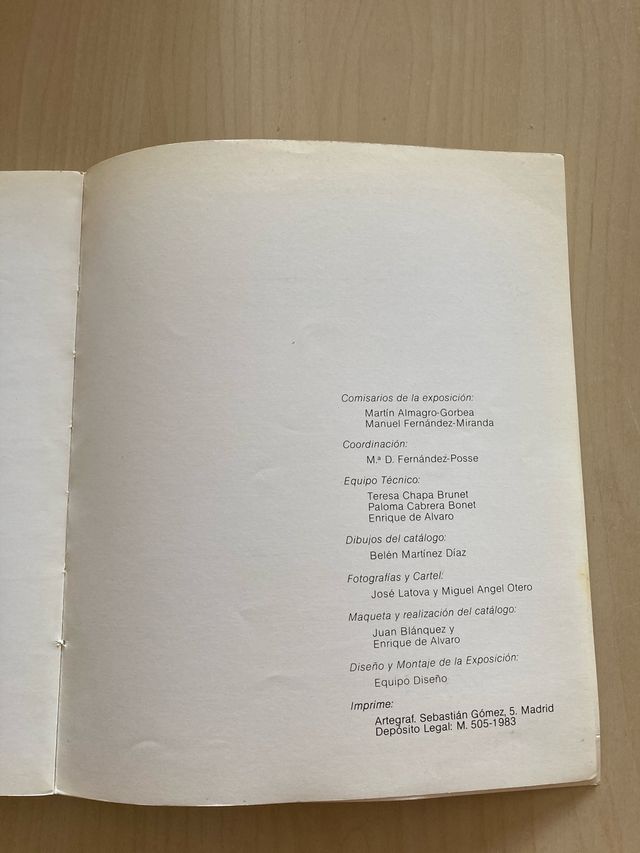 Comisarios de la exposición:
Martín Almagro-Gorbea
Manuel Fernández-Miranda
Coordinación:
M.ª D. Fernández-Posse
Equipo Técnico:
Teresa Chapa Brunet
Paloma Cabrera Bonet
Enrique de Alvaro
Dibujos del catálogo:
Belén Martínez Díaz
Fotografías y Cartel:
José Latova y Miguel Angel Otero
Maqueta y realización del catálogo:
Juan Blánquez y
Enrique de Alvaro
Diseño y Montaje de la Exposición:
Equipo Diseño
Imprime:
Artegraf. Sebastián Gómez, 5. Madrid
Depósito Legal: M. 505-1983